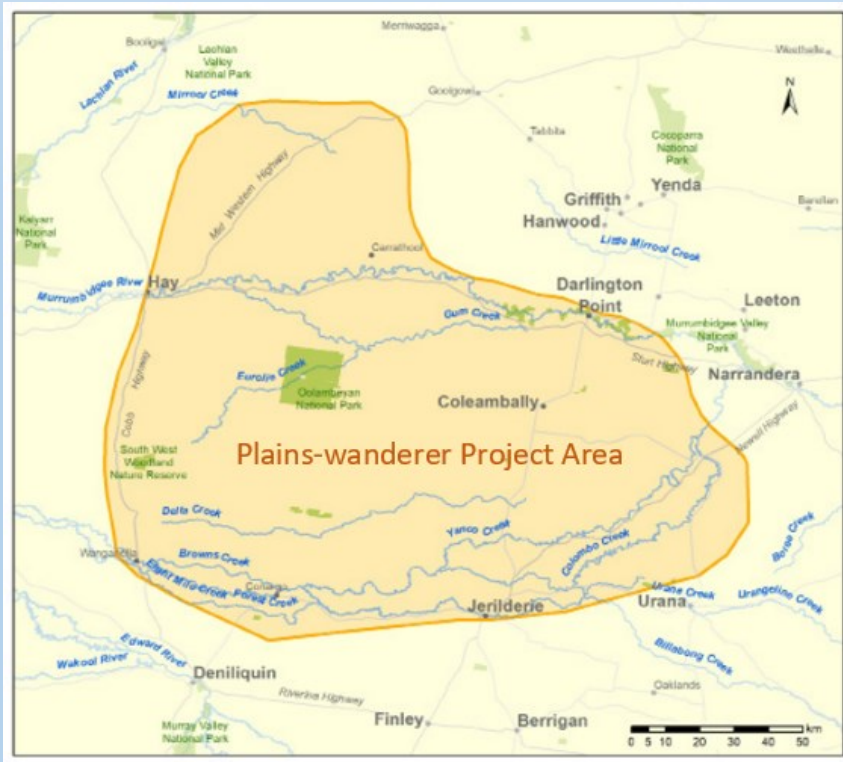 Merriwagga
Booligal
Lachlan
Valley
National Park
Weethalle
Lachlan River
Mirrool Creek
Goolgowi
N
Tabbita
Cocoparra
National
Park
Mid Western Highway
Griffith
Yenda
Barellan
Hanwood
Kalyarr
National
Park
Carrathool
Little Mirrool Creek
Murrumbidgee River
Hay
Darlington
Point
Leeton
Gum Creek
Murrumbidgee Valley
National
Park
Sturt Highway
Eurolie Creek
Narrandera
Oolambeyan
National Park
Cobb Highway
Coleambally
Newell Highway
South West
Woodland
Nature Reserve
Plains-wanderer Project Area
Delta Creek
Yanco Creek
Boree Creek
Wanganella
Browns Creek
Colombo Creek
Eight Mile Creek
Forest Creek
Conargo
Urana Creek
Urangeline Creek
Jerilderie
Urana
Edward River
Billabong Creek
Wakool River
Deniliquin
Oaklands
Riverina Highway
Finley
Berrigan
Murray Valley
National Park
km
0 5 10 20 30 40 50